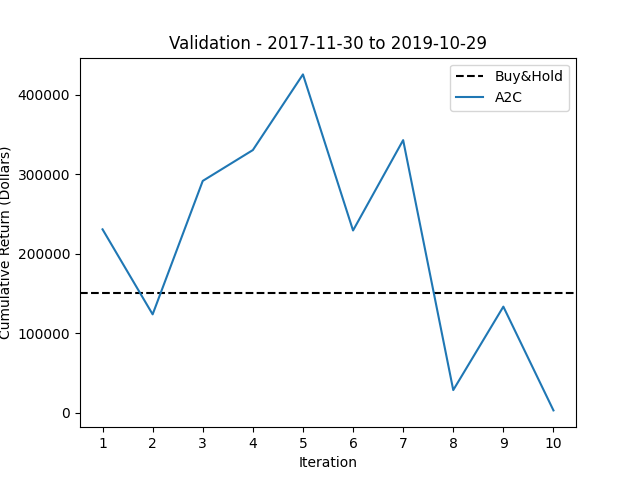 Validation - 2017-11-30 to 2019-10-29
Buy&Hold
A2C
Cumulative Return (Dollars)
400000
300000
200000
100000
0
1 2 3 4 5 6 7 8 9 10
Iteration